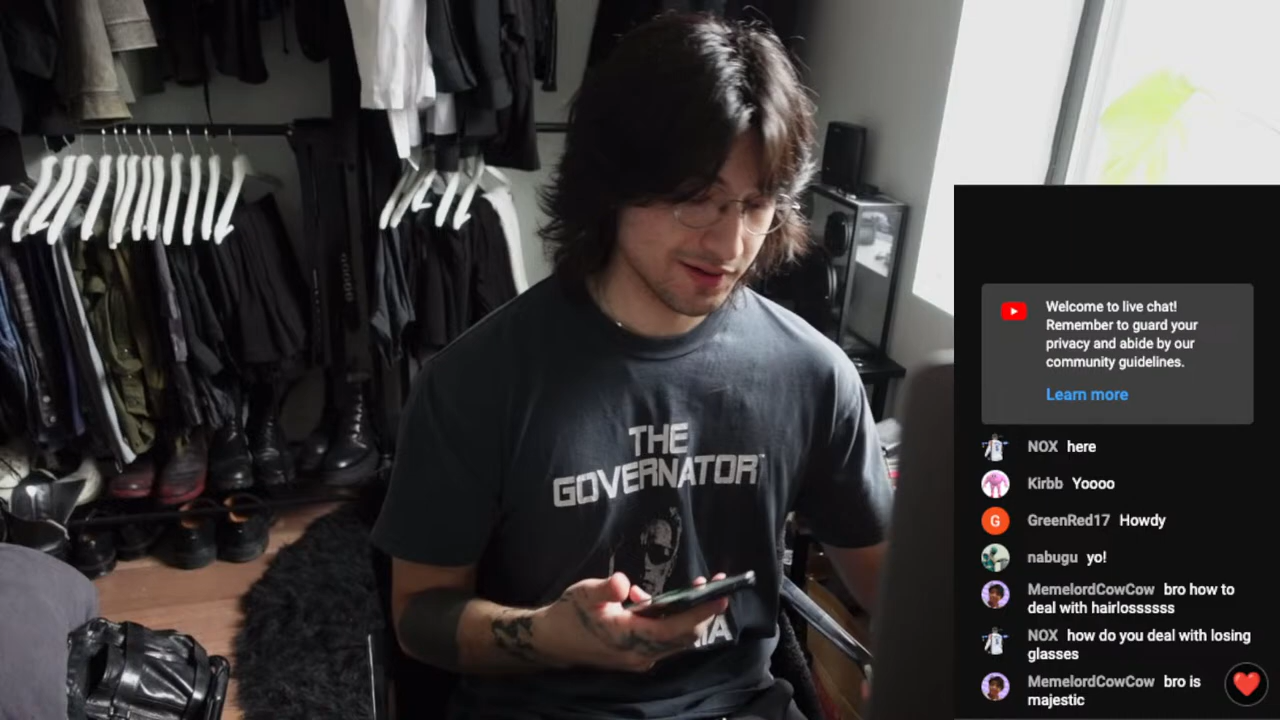 THE
GOVERNATOR
Welcome to live chat!
Remember to guard your
privacy and abide by our
community guidelines.
Learn more
NOX here
Kirbb Yoooo
G GreenRed17 Howdy
nabugu yo!
MemelordCowCow bro how to
deal with hairlossssss
NOX how do you deal with losing
glasses
MemelordCowCow bro is
majestic